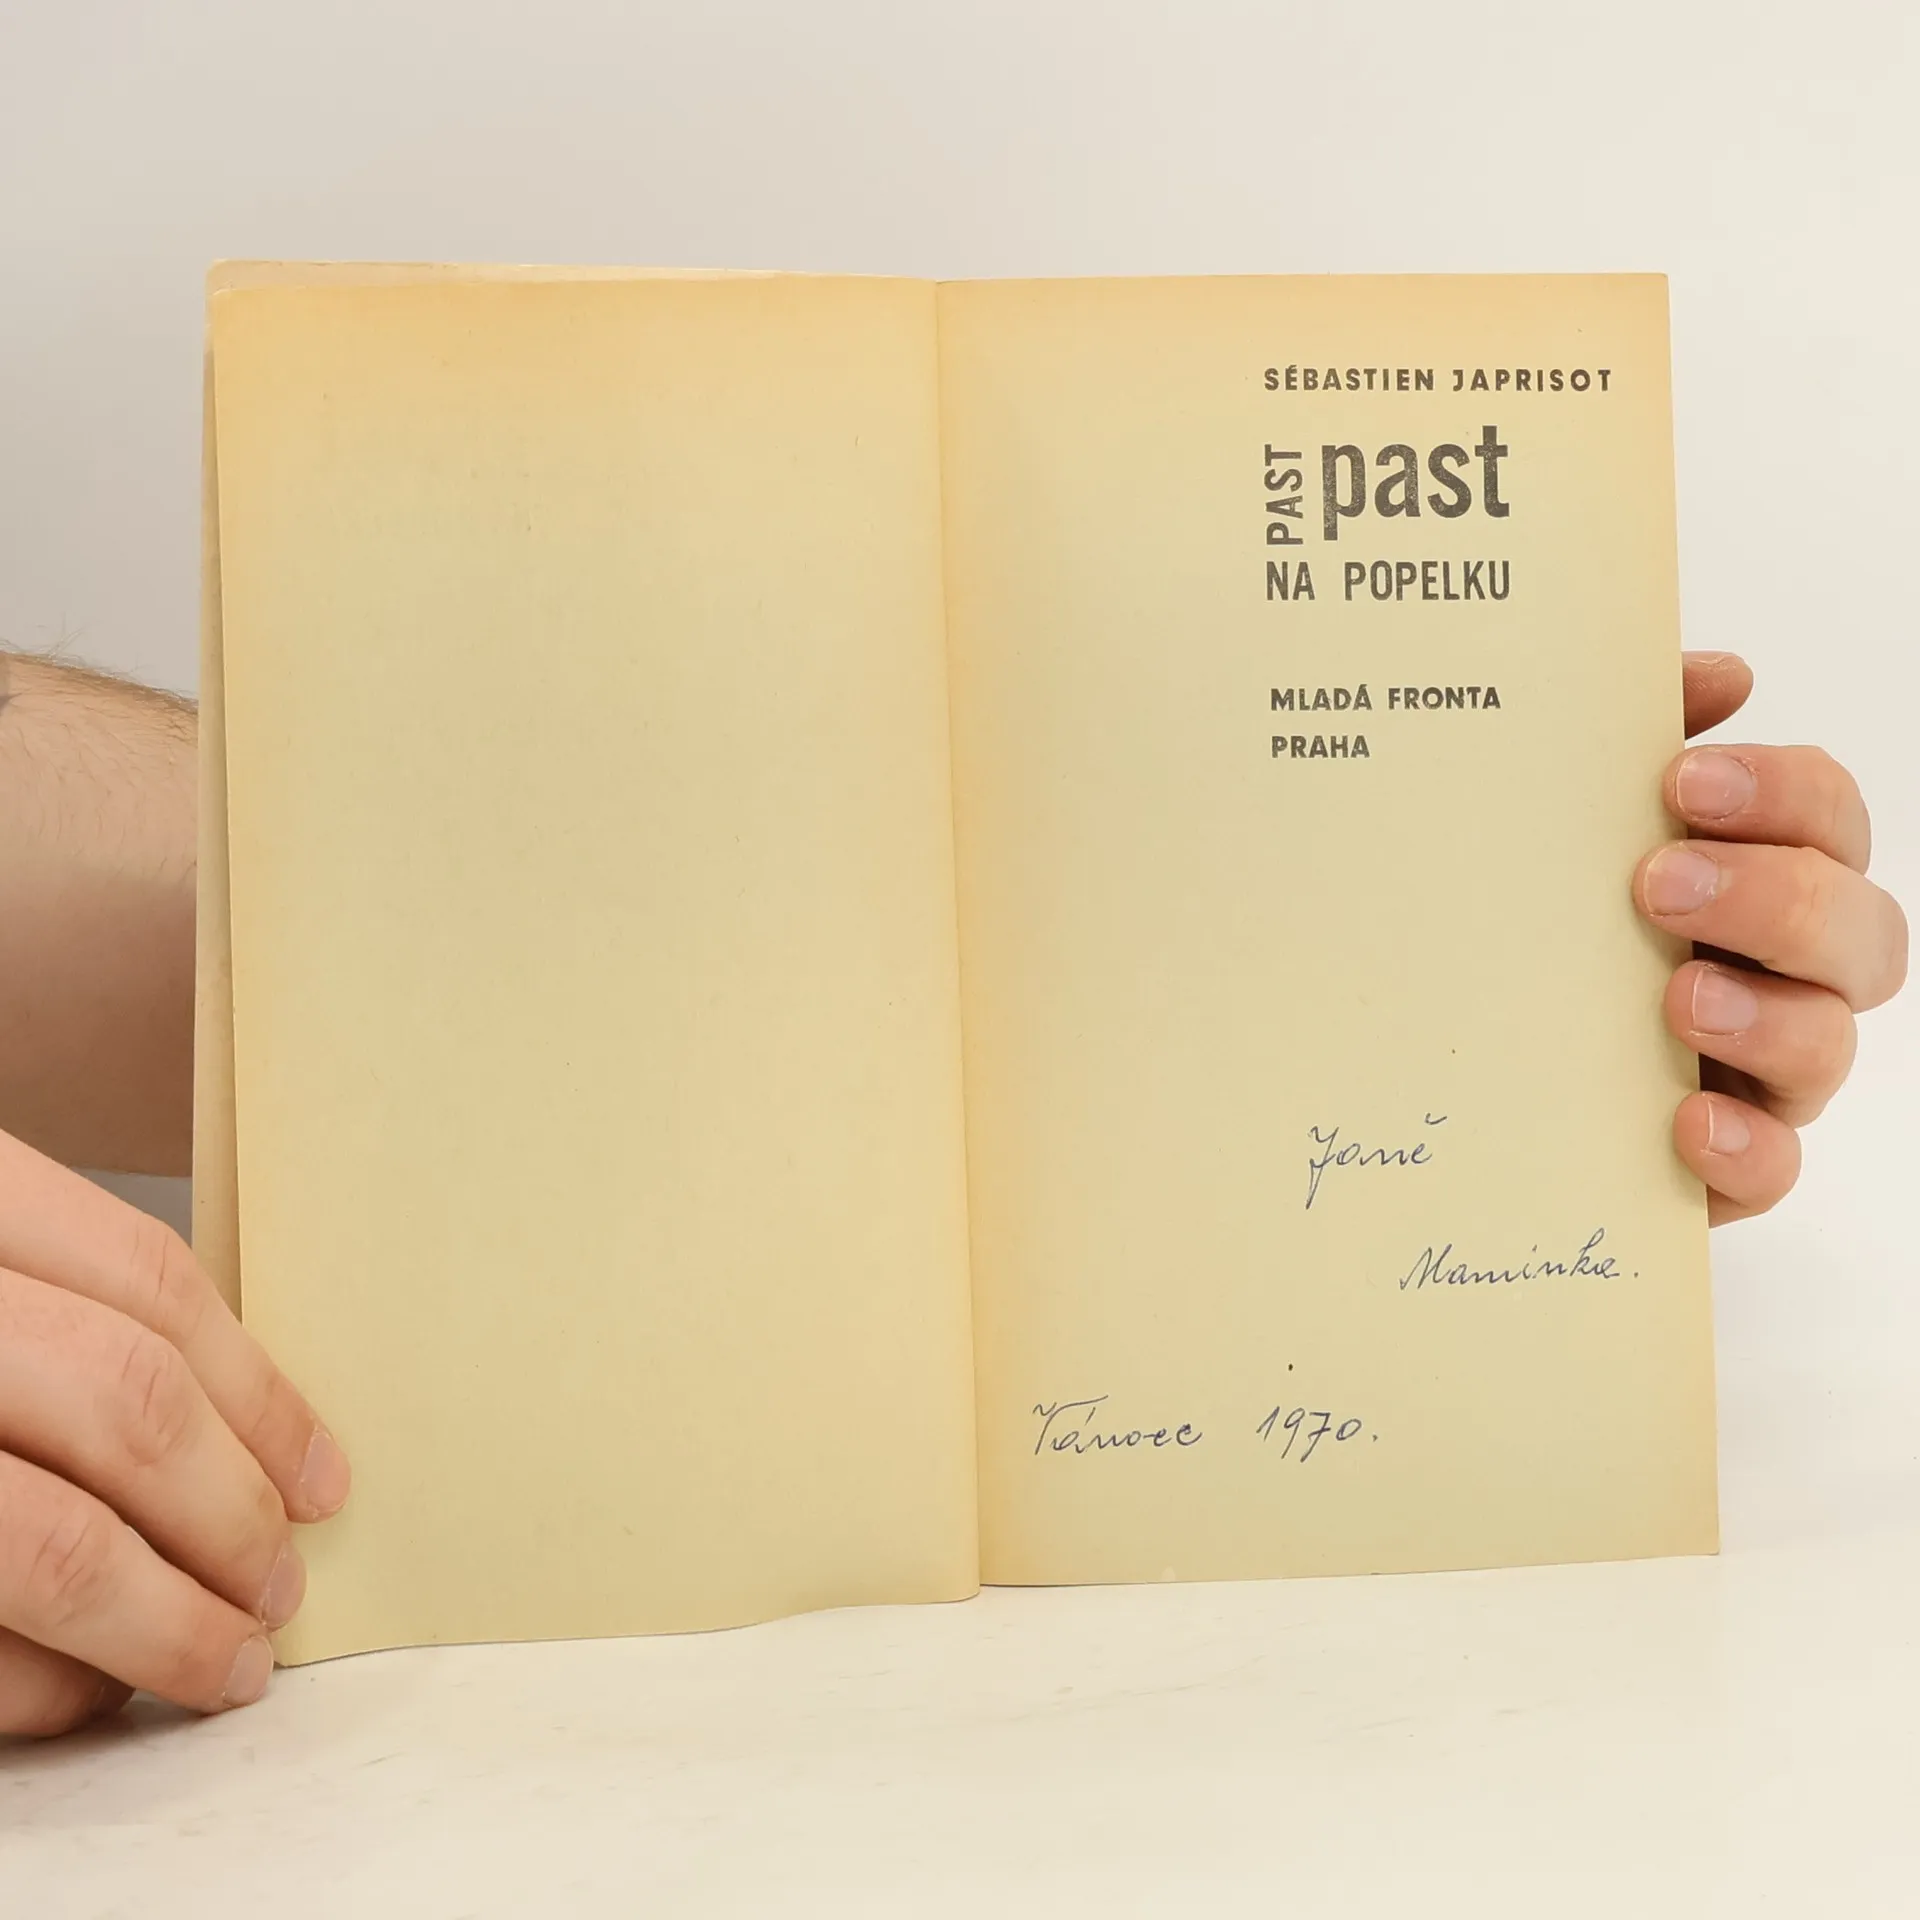 SÉBASTIEN JAPRISOT
PAST past
NA POPELKU
MLADÁ FRONTA
PRAHA
Janě
Maminka.
Vánoce 1970.